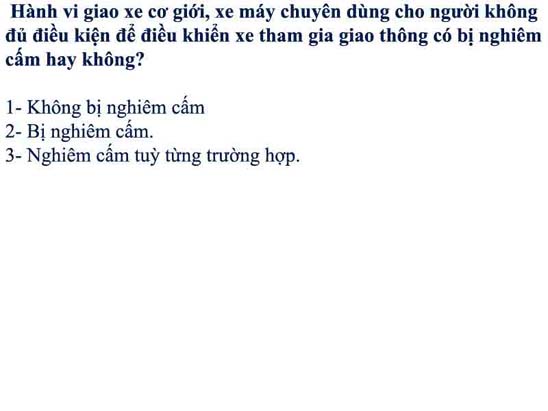 Hành vi giao xe cơ giới, xe máy chuyên dùng cho người không
đủ điều kiện để điều khiển xe tham gia giao thông có bị nghiêm
cấm hay không?
1- Không bị nghiêm cấm
2- Bị nghiêm cấm.
3- Nghiêm cấm tuỳ từng trường hợp.